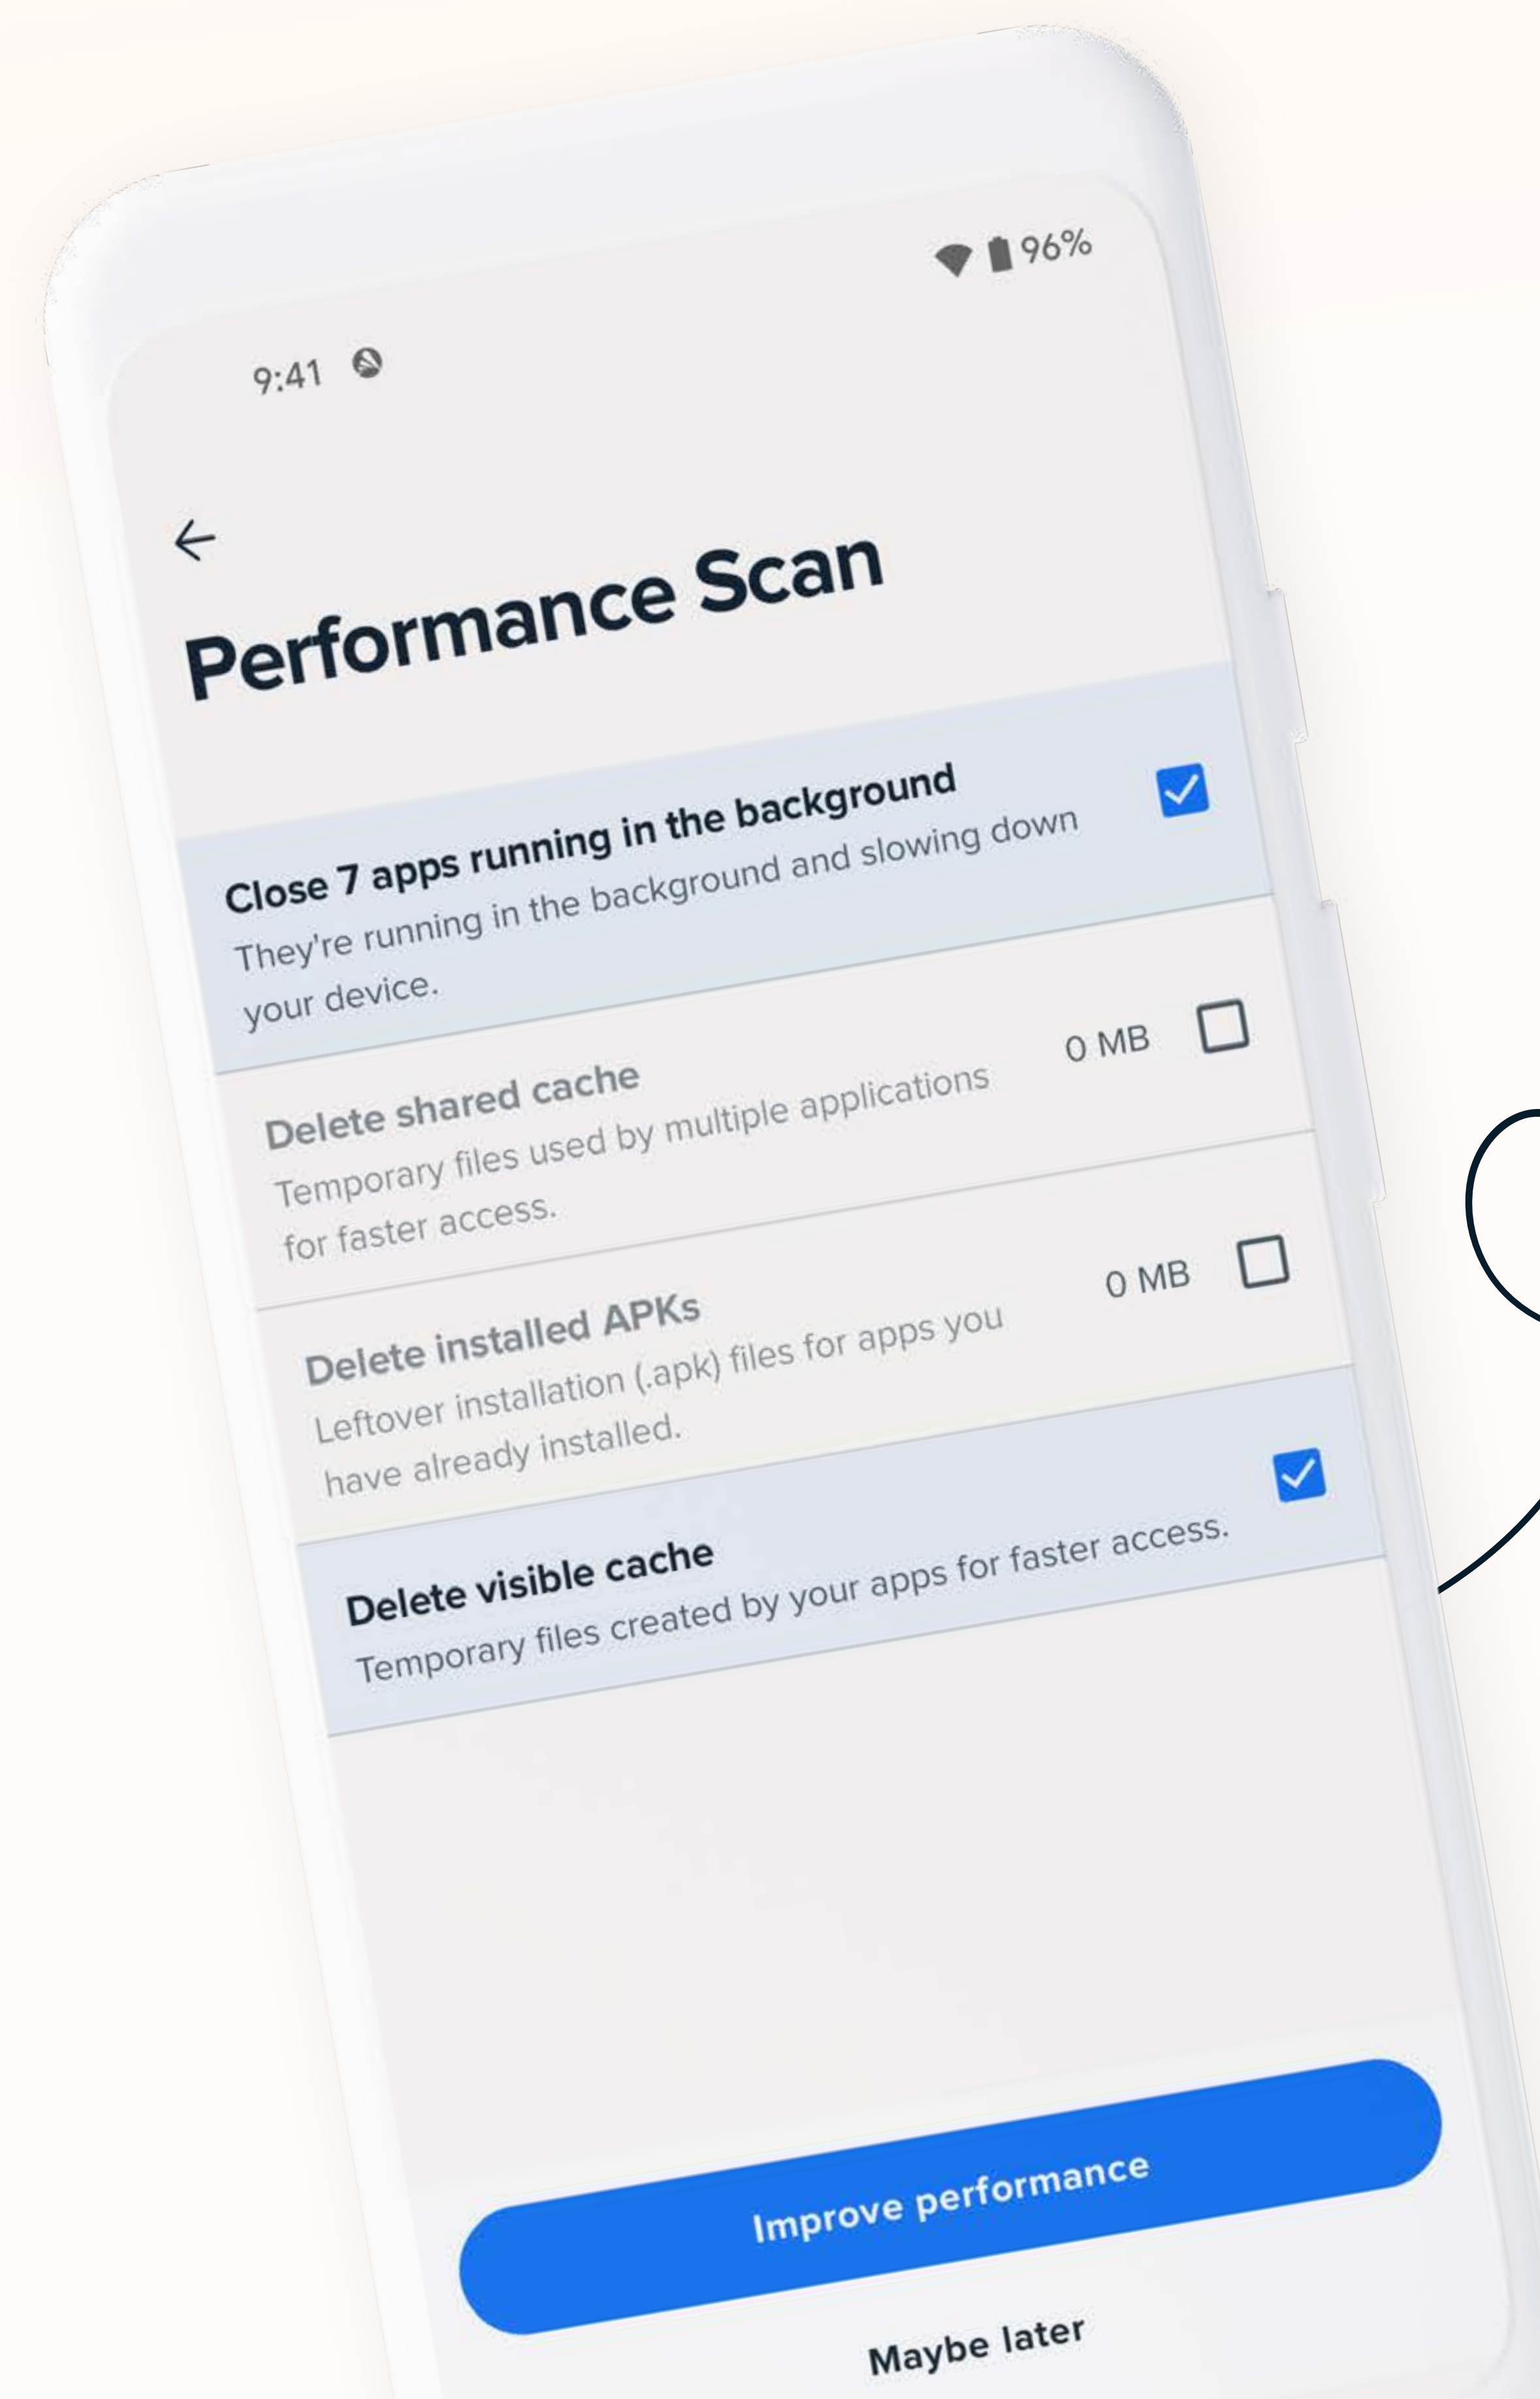 9:41
96%
Performance Scan
Close 7 apps running in the background
They're running in the background and slowing down
your device.
Delete shared cache
0 MB
Temporary files used by multiple applications
for faster access.
Delete installed APKs
0 MB
Leftover installation (.apk) files for apps you
have already installed.
Delete visible cache
Temporary files created by your apps for faster access.
Improve performance
Maybe later